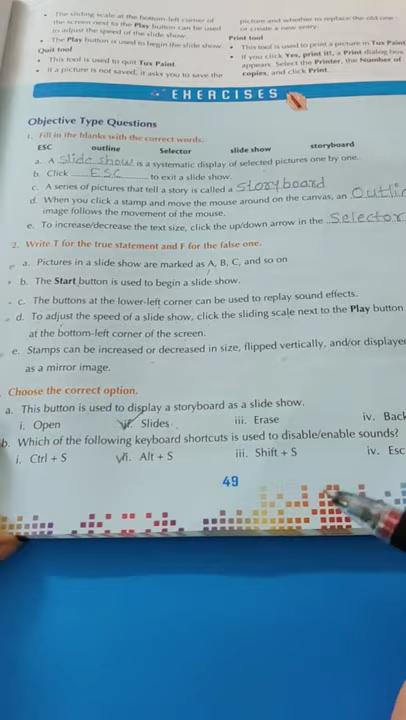 • The sliding scale at the bottom-left corner of
the screen next to the Play button can be used
to adjust the speed of the slide show.
• The Play button is used to begin the slide show.
Quit tool
• This tool is used to quit Tux Paint.
• If a picture is not saved, it asks you to save the
picture and whether to replace the old one
or create a new entry.
Print tool
• This tool is used to print a picture in Tux Paint
• If you click Yes, print it!, a Print dialog box
appears. Select the Printer, the Number of
copies, and click Print.
EXERCISES
Objective Type Questions
1. Fill in the blanks with the correct words.
ESC outline Selector slide show storyboard
a. A slide show is a systematic display of selected pictures one by one.
b. Click ESC to exit a slide show.
c. A series of pictures that tell a story is called a Storyboard
d. When you click a stamp and move the mouse around on the canvas, an Outlin
image follows the movement of the mouse.
e. To increase/decrease the text size, click the up/down arrow in the Selector
2. Write T for the true statement and F for the false one.
a. Pictures in a slide show are marked as A, B, C, and so on
b. The Start button is used to begin a slide show.
c. The buttons at the lower-left corner can be used to replay sound effects.
d. To adjust the speed of a slide show, click the sliding scale next to the Play button
at the bottom-left corner of the screen.
e. Stamps can be increased or decreased in size, flipped vertically, and/or displaye
as a mirror image.
Choose the correct option.
a. This button is used to display a storyboard as a slide show.
i. Open ii. Slides iii. Erase iv. Back
b. Which of the following keyboard shortcuts is used to disable/enable sounds?
i. Ctrl + S ii. Alt + S iii. Shift + S iv. Esc
49